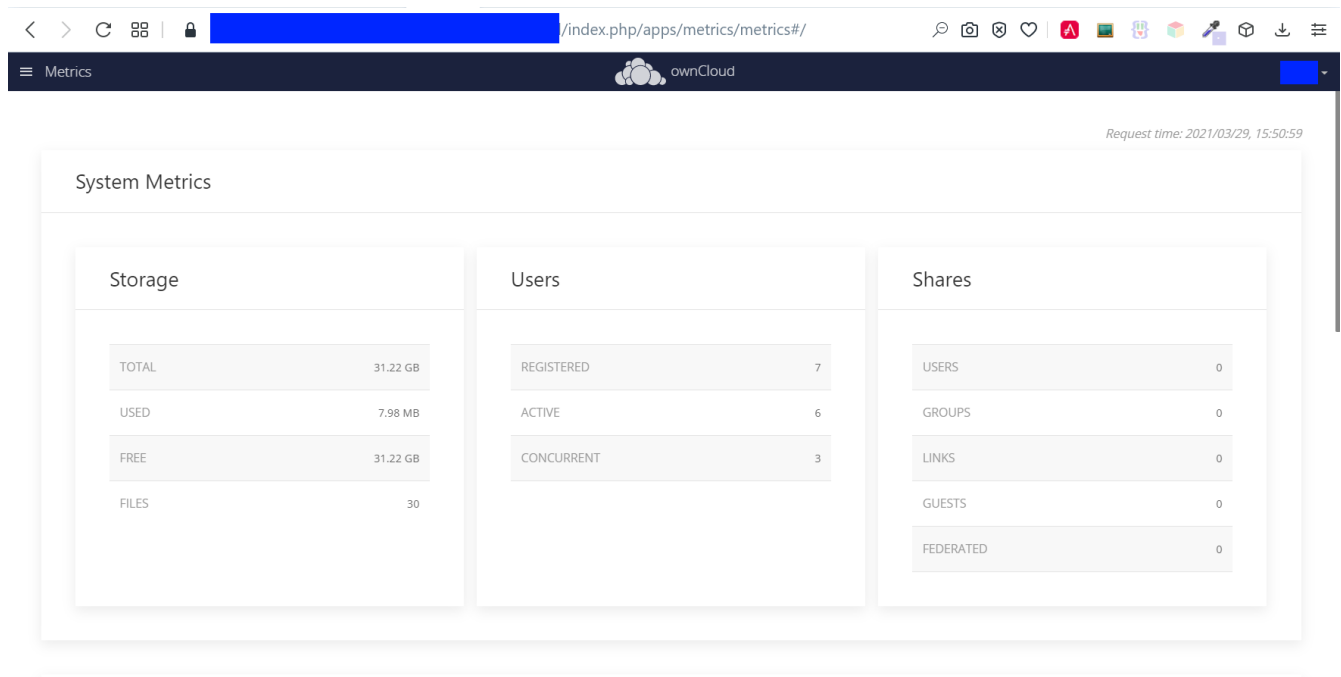 /index.php/apps/metrics/metrics#/
Metrics
ownCloud
Request time: 2021/03/29, 15:50:59
System Metrics
Storage
TOTAL 31.22 GB
USED 7.98 MB
FREE 31.22 GB
FILES 30
Users
REGISTERED 7
ACTIVE 6
CONCURRENT 3
Shares
USERS 0
GROUPS 0
LINKS 0
GUESTS 0
FEDERATED 0